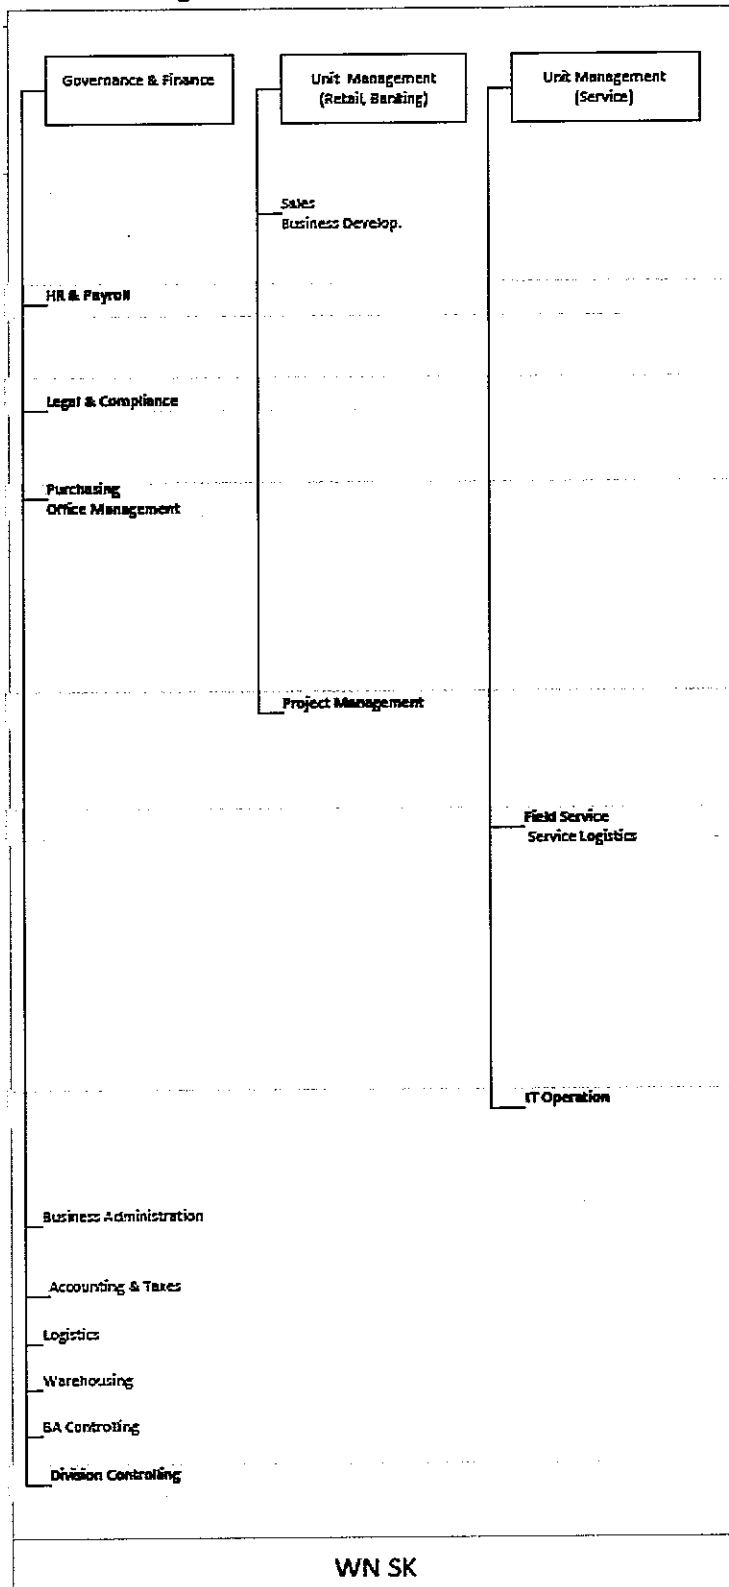 Governance & Finance
Unit Management
(Retail, Banking)
Unit Management
(Service)
Sales
Business Develop.
HR & Payroll
Legal & Compliance
Purchasing
Office Management
Project Management
Field Service
Service Logistics
IT Operation
Business Administration
Accounting & Taxes
Logistics
Warehousing
BA Controlling
Division Controlling
WN SK